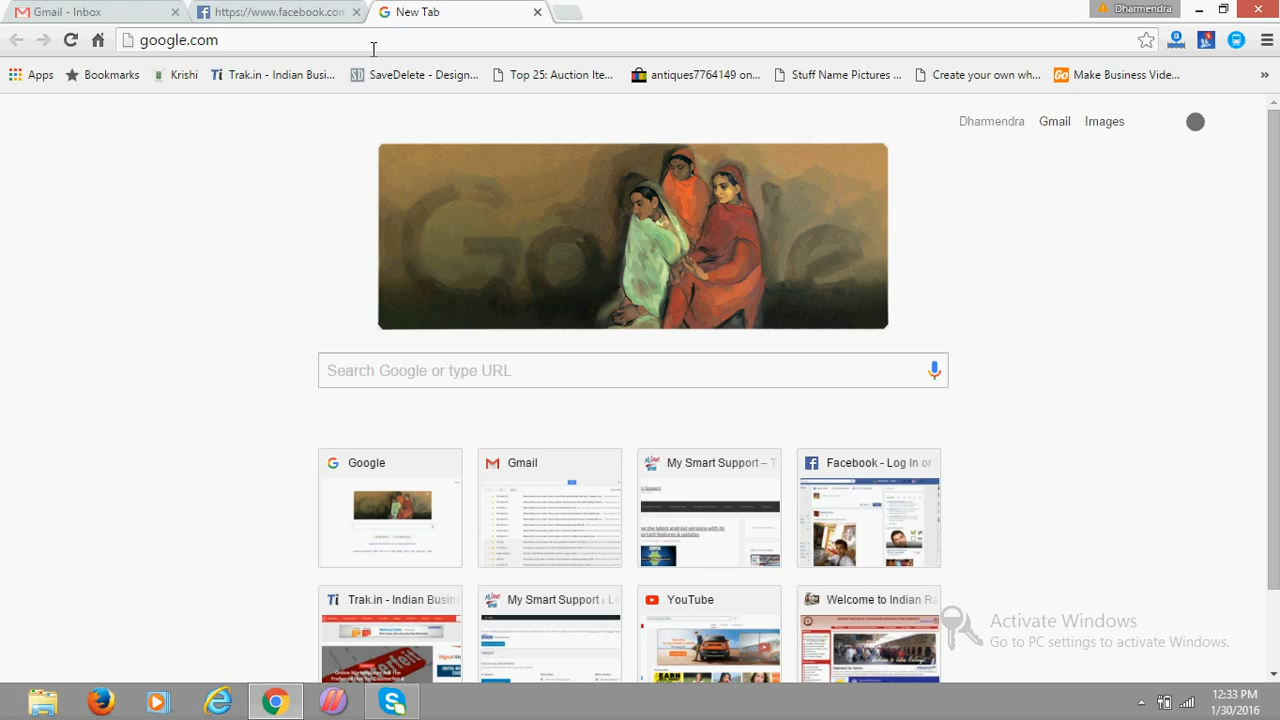 Gmail - Inbox
https://www.facebook.com
New Tab
Dharmendra
google.com
Apps
Bookmarks
Krishi
Trak.in - Indian Busi...
SaveDelete - Design...
Top 25: Auction Ite...
antiques7764149 on...
Stuff Name Pictures ...
Create your own wh...
Make Business Vide...
»
Dharmendra
Gmail
Images
Google
Search Google or type URL
Google
Gmail
My Smart Support – T
Facebook - Log In or S
Trak.in - Indian Busin
My Smart Support › L
YouTube
Welcome to Indian Ra
Activate Windows
Go to PC settings to activate Windows.
12:33 PM
1/30/2016